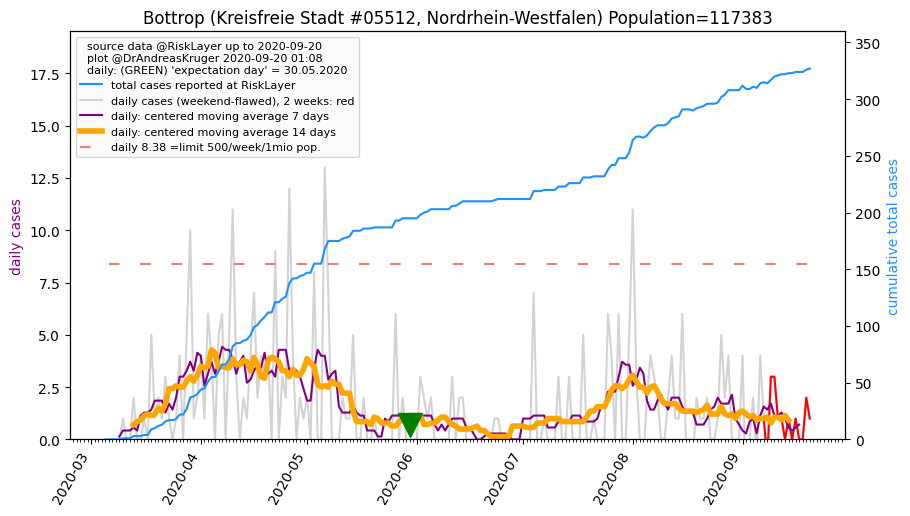 Bottrop (Kreisfreie Stadt #05512, Nordrhein-Westfalen) Population=117383
source data @RiskLayer up to 2020-09-20
plot @DrAndreasKruger 2020-09-20 01:08
daily: (GREEN) 'expectation day' = 30.05.2020
total cases reported at RiskLayer
daily cases (weekend-flawed), 2 weeks: red
daily: centered moving average 7 days
daily: centered moving average 14 days
daily 8.38 =limit 500/week/1mio pop.
daily cases
17.5
15.0
12.5
10.0
7.5
5.0
2.5
0.0
cumulative total cases
350
300
250
200
150
100
50
0
2020-03
2020-04
2020-05
2020-06
2020-07
2020-08
2020-09